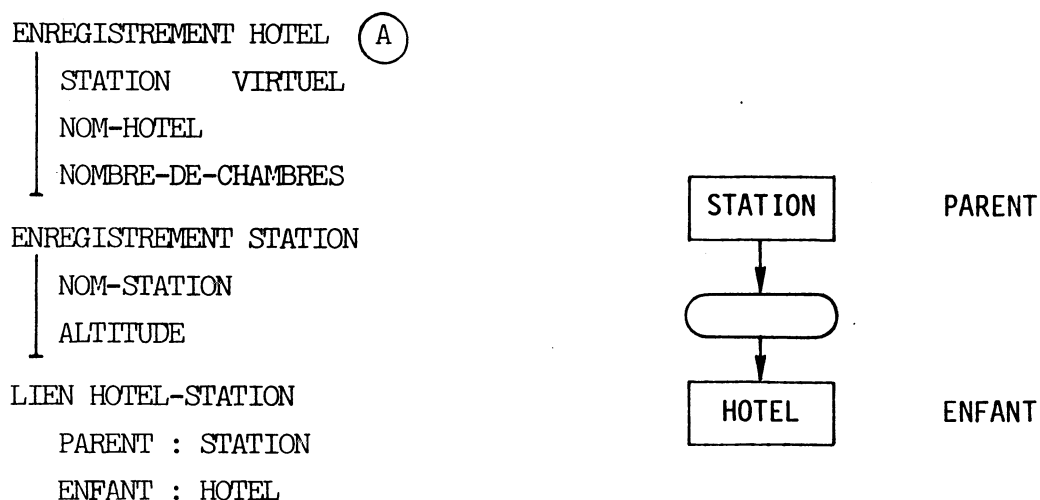 ENREGISTREMENT HOTEL A
STATION VIRTUEL
NOM-HOTEL
NOMBRE-DE-CHAMBRES
ENREGISTREMENT STATION
NOM-STATION
ALTITUDE
LIEN HOTEL-STATION
PARENT : STATION
ENFANT : HOTEL
STATION PARENT
HOTEL ENFANT